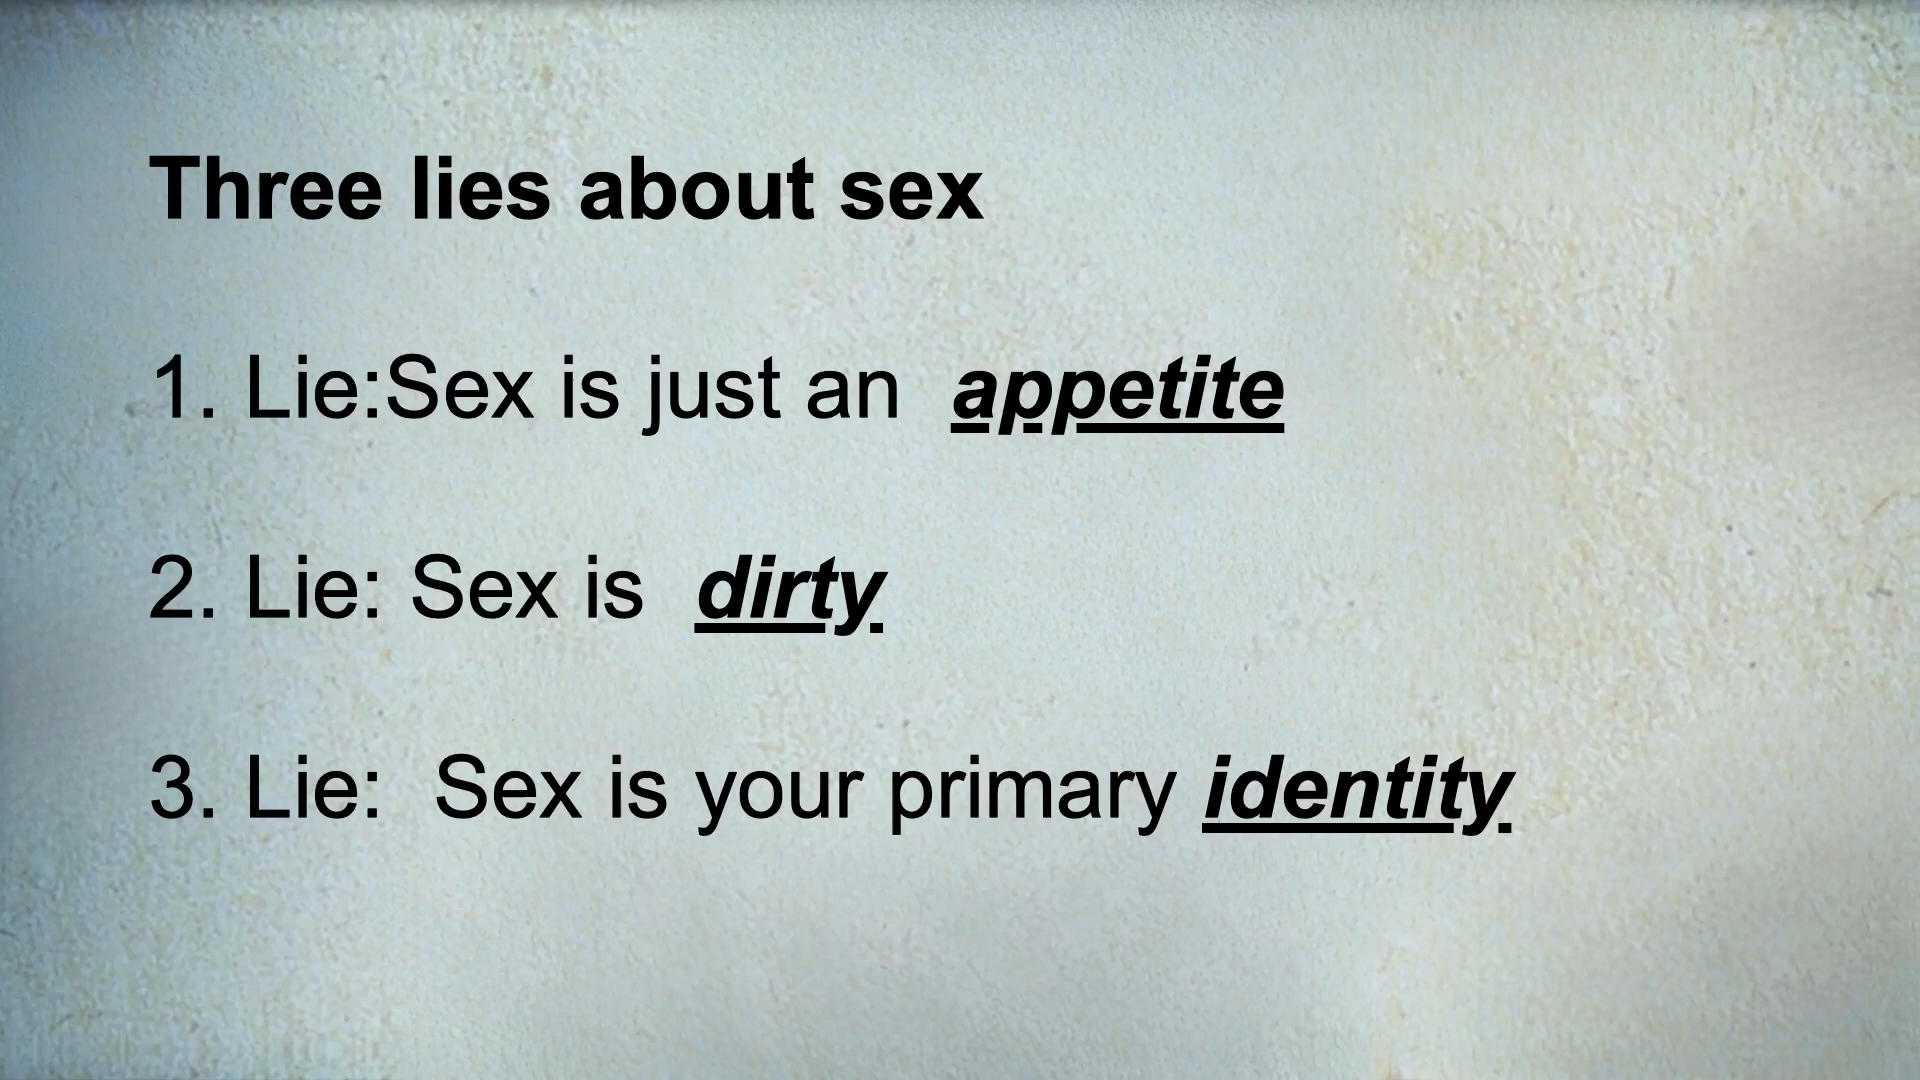 Three lies about sex
1. Lie:Sex is just an  appetite
2. Lie: Sex is  dirty
3. Lie:  Sex is your primary identity